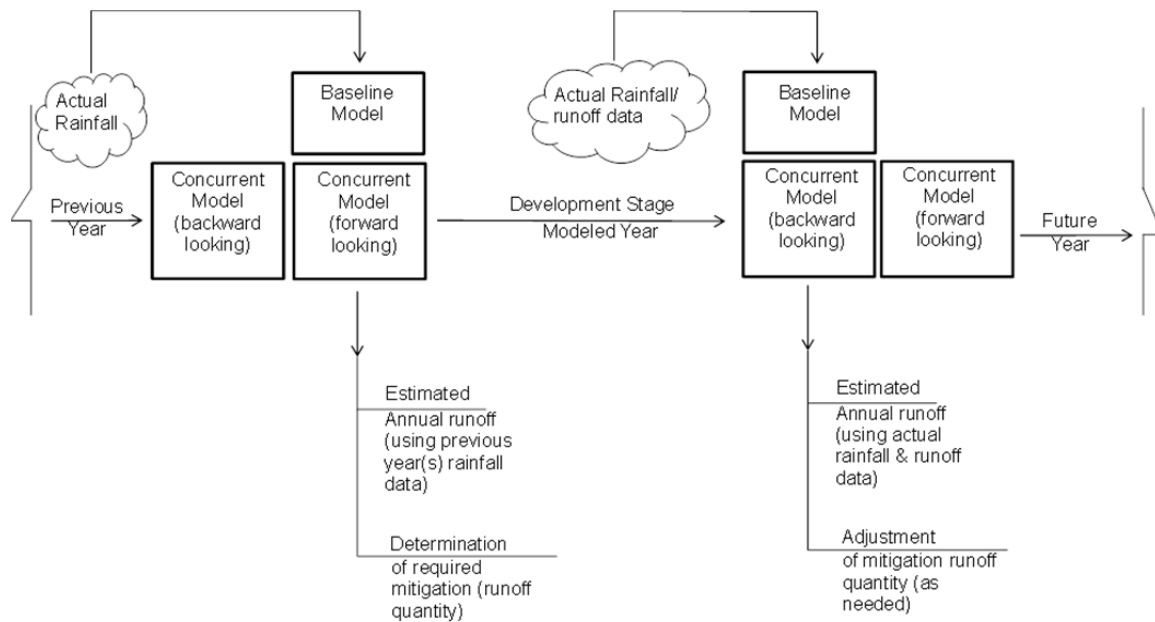 Actual
Rainfall
Baseline
Model
Actual Rainfall/
runoff data
Baseline
Model
Previous
Year
Concurrent
Model
(backward
looking)
Concurrent
Model
(forward
looking)
Development Stage
Modeled Year
Concurrent
Model
(backward
looking)
Concurrent
Model
(forward
looking)
Future
Year
Estimated
Annual runoff
(using previous
year(s) rainfall
data)
Determination
of required
mitigation (runoff
quantity)
Estimated
Annual runoff
(using actual
rainfall & runoff
data)
Adjustment
of mitigation runoff
quantity (as
needed)